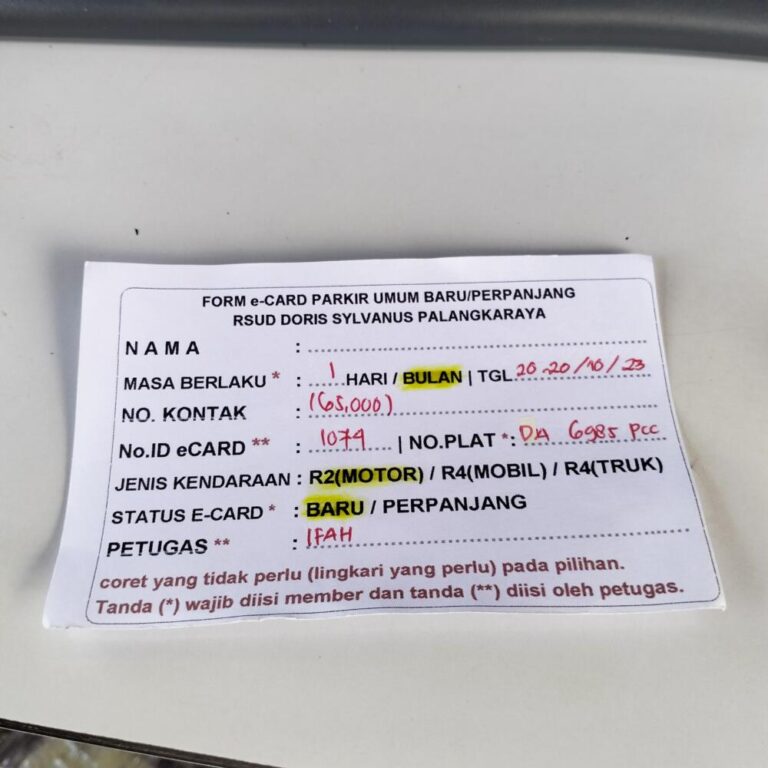 FORM e-CARD PARKIR UMUM BARU/PERPANJANG
RSUD DORIS SYLVANUS PALANGKARAYA
N A M A :
MASA BERLAKU * : 1 HARI / BULAN | TGL 20-20/10/23
NO. KONTAK : (65,000)
No.ID eCARD ** : 1074 | NO.PLAT *: DA 6985 PCC
JENIS KENDARAAN : R2(MOTOR) / R4(MOBIL) / R4(TRUK)
STATUS E-CARD * : BARU / PERPANJANG
PETUGAS ** : IFAH
coret yang tidak perlu (lingkari yang perlu) pada pilihan.
Tanda (*) wajib diisi member dan tanda (**) diisi oleh petugas.